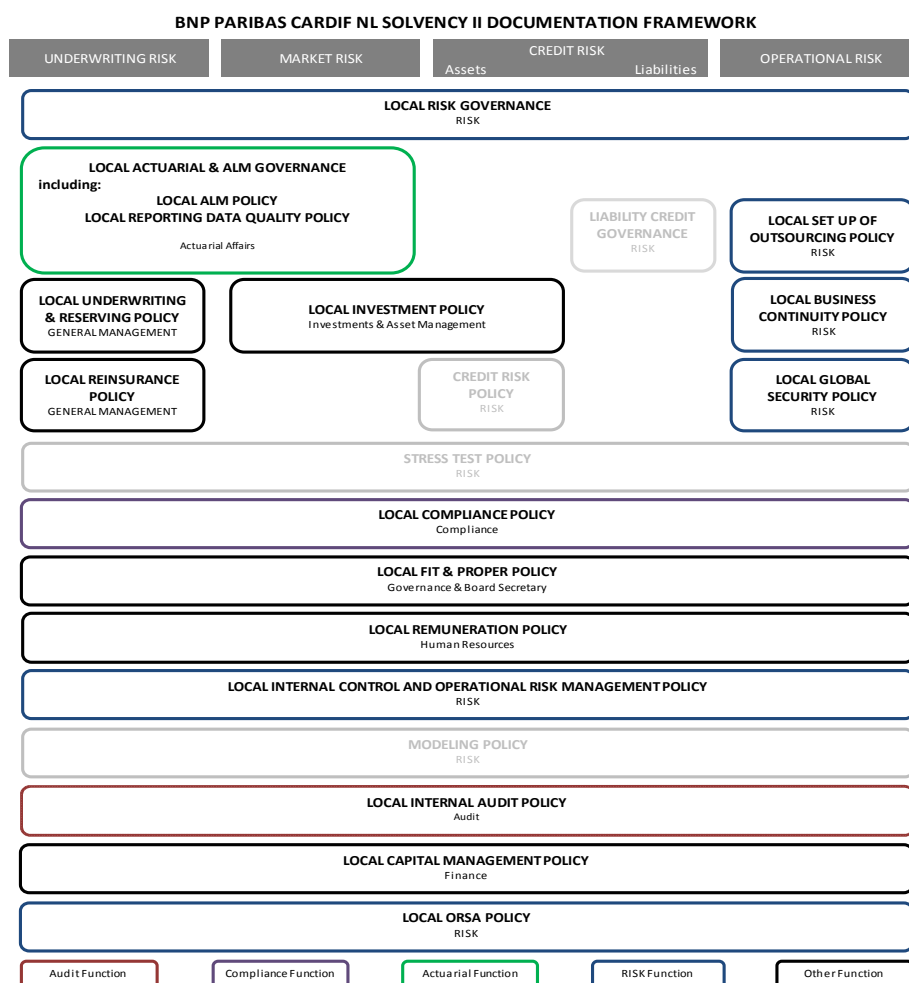 BNP PARIBAS CARDIF NL SOLVENCY II DOCUMENTATION FRAMEWORK
UNDERWRITING RISK
MARKET RISK
CREDIT RISK
Assets
Liabilities
OPERATIONAL RISK
LOCAL RISK GOVERNANCE
RISK
LOCAL ACTUARIAL & ALM GOVERNANCE
including:
LOCAL ALM POLICY
LOCAL REPORTING DATA QUALITY POLICY
Actuarial Affairs
LIABILITY CREDIT
GOVERNANCE
RISK
LOCAL SET UP OF
OUTSOURCING POLICY
RISK
LOCAL UNDERWRITING
& RESERVING POLICY
GENERAL MANAGEMENT
LOCAL INVESTMENT POLICY
Investments & Asset Management
LOCAL BUSINESS
CONTINUITY POLICY
RISK
LOCAL REINSURANCE
POLICY
GENERAL MANAGEMENT
CREDIT RISK
POLICY
RISK
LOCAL GLOBAL
SECURITY POLICY
RISK
STRESS TEST POLICY
RISK
LOCAL COMPLIANCE POLICY
Compliance
LOCAL FIT & PROPER POLICY
Governance & Board Secretary
LOCAL REMUNERATION POLICY
Human Resources
LOCAL INTERNAL CONTROL AND OPERATIONAL RISK MANAGEMENT POLICY
RISK
MODELING POLICY
RISK
LOCAL INTERNAL AUDIT POLICY
Audit
LOCAL CAPITAL MANAGEMENT POLICY
Finance
LOCAL ORSA POLICY
RISK
Audit Function
Compliance Function
Actuarial Function
RISK Function
Other Function